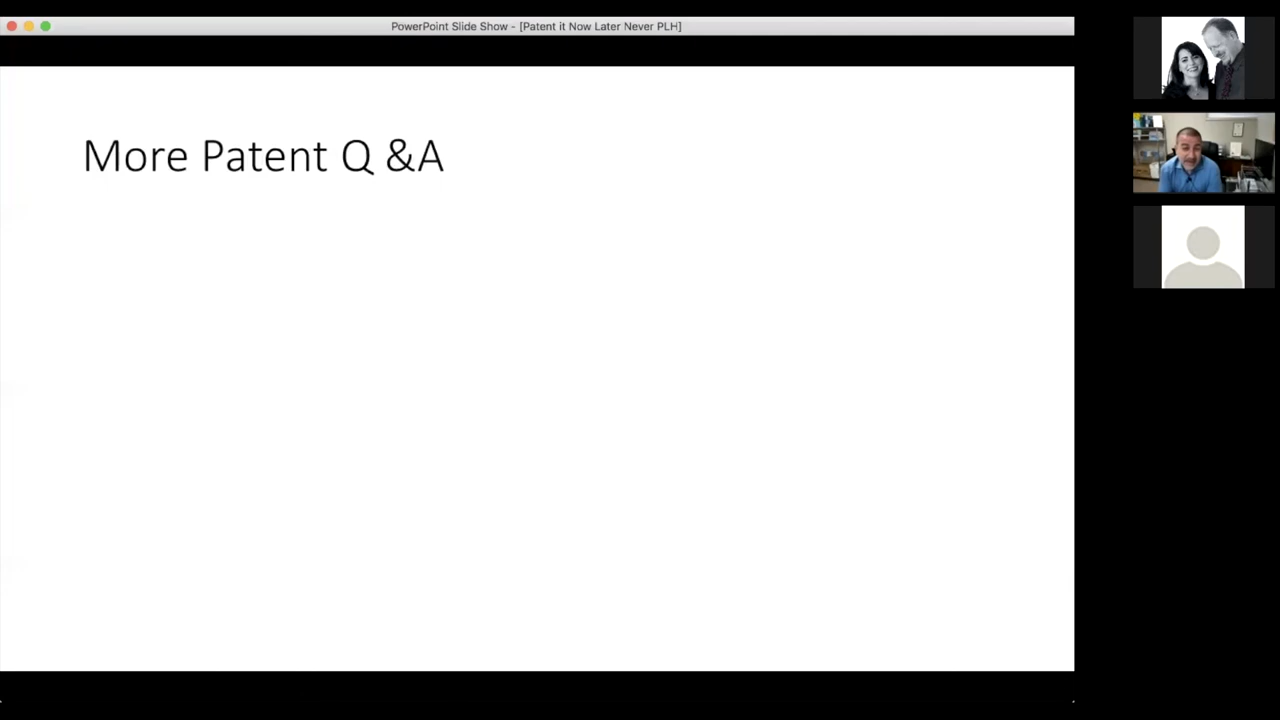 PowerPoint Slide Show - [Patent it Now Later Never PLH]
More Patent Q &A